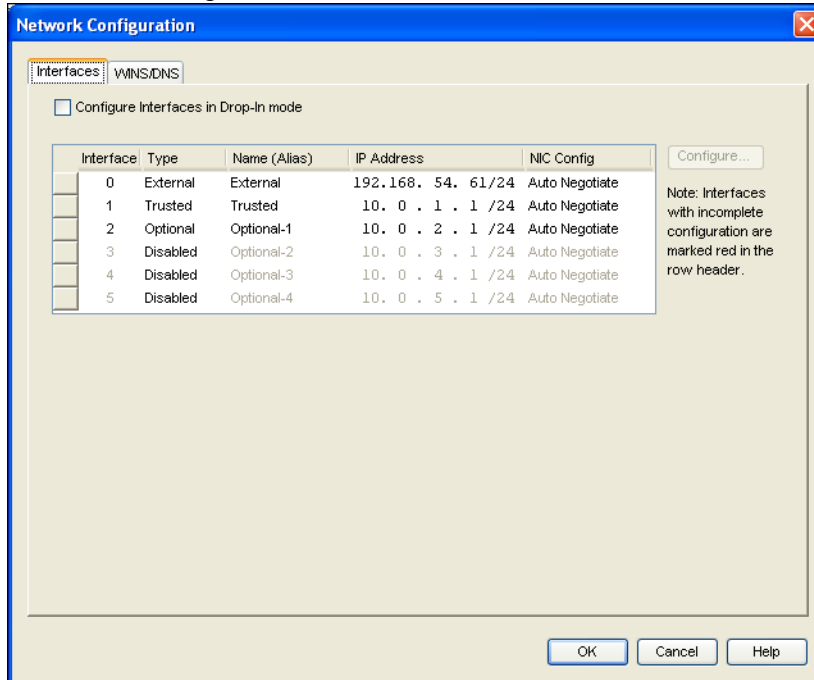 Network Configuration
Interfaces WINS/DNS
Configure Interfaces in Drop-In mode
Interface Type Name (Alias) IP Address NIC Config Configure...
0 External External 192.168. 54. 61/24 Auto Negotiate
1 Trusted Trusted 10. 0 . 1 . 1 /24 Auto Negotiate
2 Optional Optional-1 10. 0 . 2 . 1 /24 Auto Negotiate
3 Disabled Optional-2 10. 0 . 3 . 1 /24 Auto Negotiate
4 Disabled Optional-3 10. 0 . 4 . 1 /24 Auto Negotiate
5 Disabled Optional-4 10. 0 . 5 . 1 /24 Auto Negotiate
Note: Interfaces
with incomplete
configuration are
marked red in the
row header.
OK Cancel Help